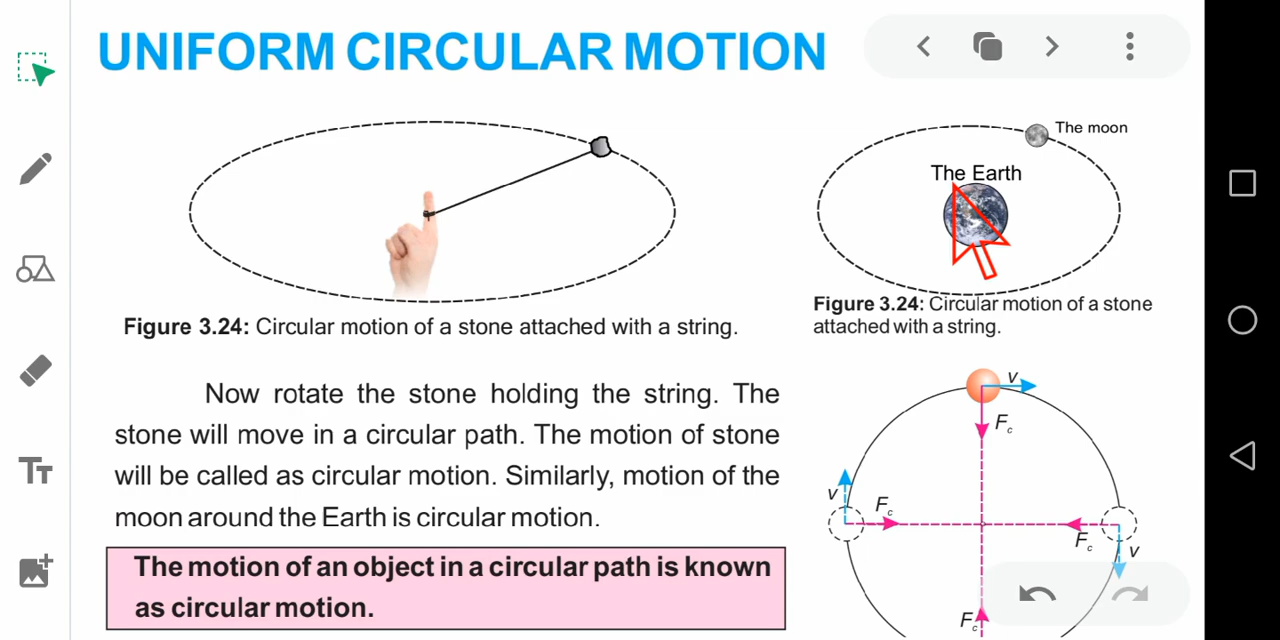 UNIFORM CIRCULAR MOTION
The moon
The Earth
Figure 3.24: Circular motion of a stone attached with a string.
Figure 3.24: Circular motion of a stone
attached with a string.
Now rotate the stone holding the string. The
stone will move in a circular path. The motion of stone
will be called as circular motion. Similarly, motion of the
moon around the Earth is circular motion.
The motion of an object in a circular path is known
as circular motion.
v
Fc
v
Fc
Fc
v
Fc
TT